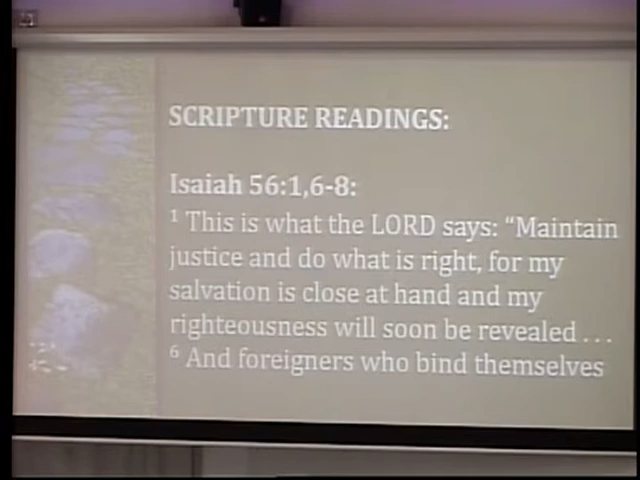 SCRIPTURE READINGS:
Isaiah 56:1,6-8:
¹ This is what the LORD says: “Maintain
justice and do what is right, for my
salvation is close at hand and my
righteousness will soon be revealed . . .
⁶ And foreigners who bind themselves